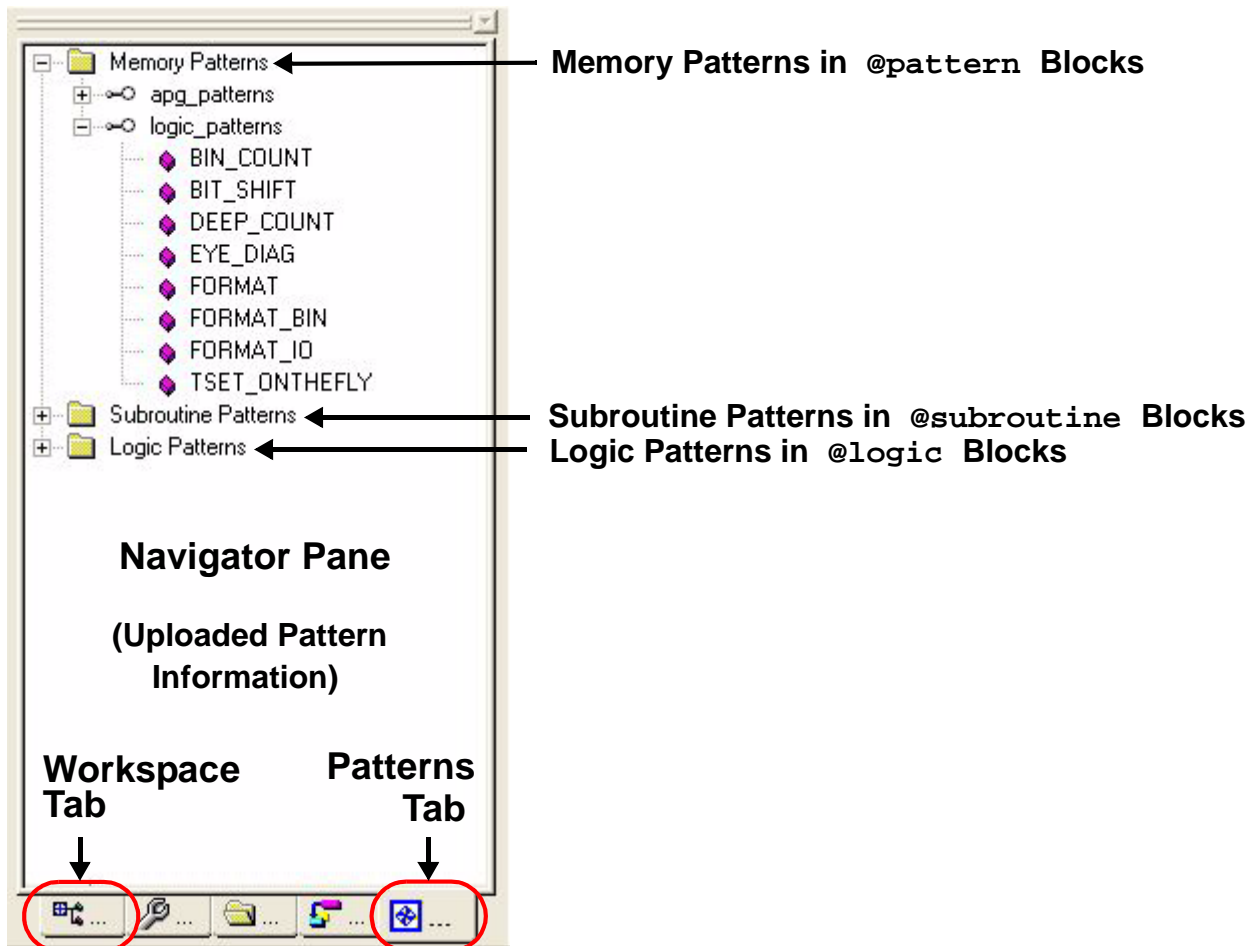 Memory Patterns
Memory Patterns in @pattern Blocks
apg_patterns
logic_patterns
BIN_COUNT
BIT_SHIFT
DEEP_COUNT
EYE_DIAG
FORMAT
FORMAT_BIN
FORMAT_IO
TSET_ONTHEFLY
Subroutine Patterns
Subroutine Patterns in @subroutine Blocks
Logic Patterns
Logic Patterns in @logic Blocks
Navigator Pane
(Uploaded Pattern
Information)
Workspace
Tab
Patterns
Tab
... ... ... ... ...